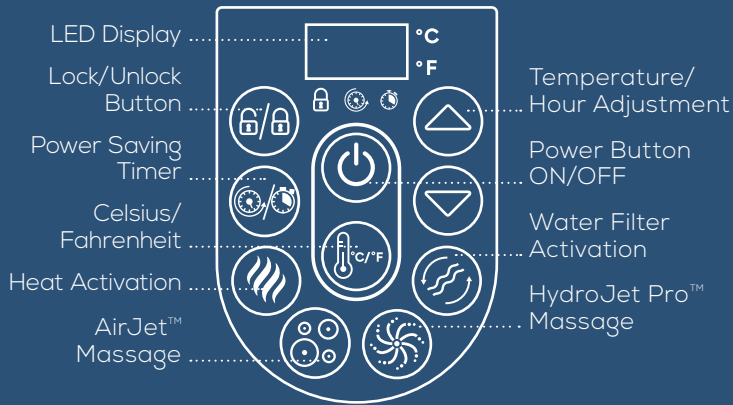 LED Display
°C
°F
Lock/Unlock
Button
Temperature/
Hour Adjustment
Power Saving
Timer
Power Button
ON/OFF
Celsius/
Fahrenheit
°C/°F
Water Filter
Activation
Heat Activation
HydroJet Pro™
Massage
AirJet™
Massage